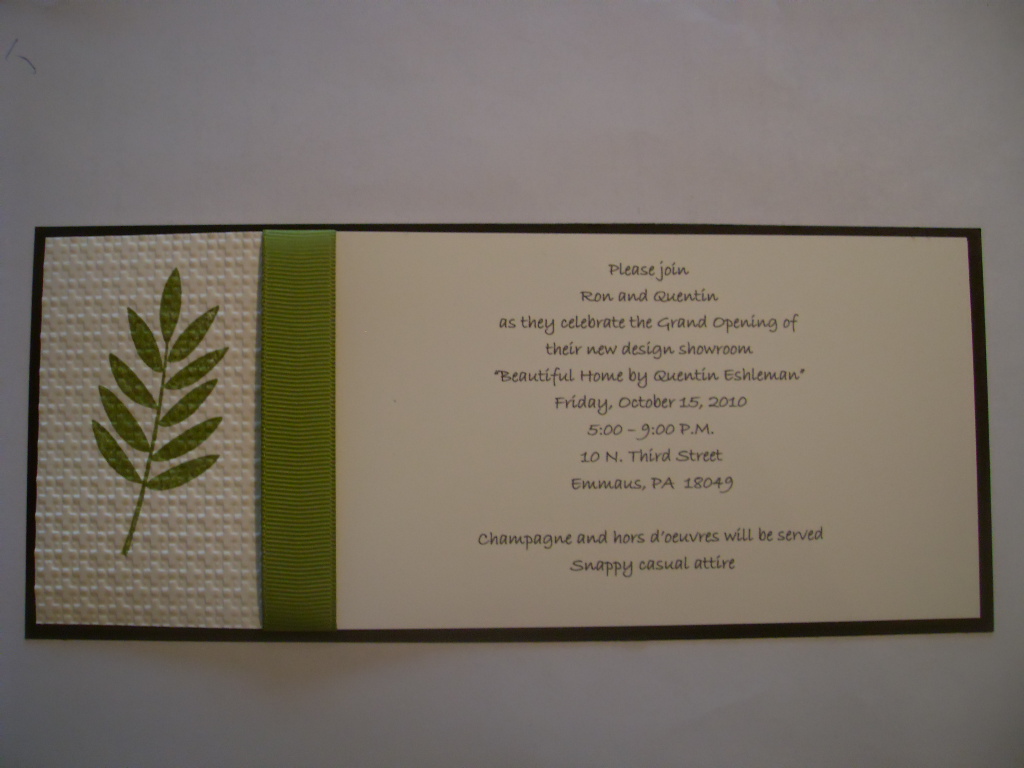 Please join
Ron and Quentin
as they celebrate the Grand Opening of
their new design showroom
"Beautiful Home by Quentin Eshleman"
Friday, October 15, 2010
5:00 – 9:00 P.M.
10 N. Third Street
Emmaus, PA 18049
Champagne and hors d'oeuvres will be served
Snappy casual attire